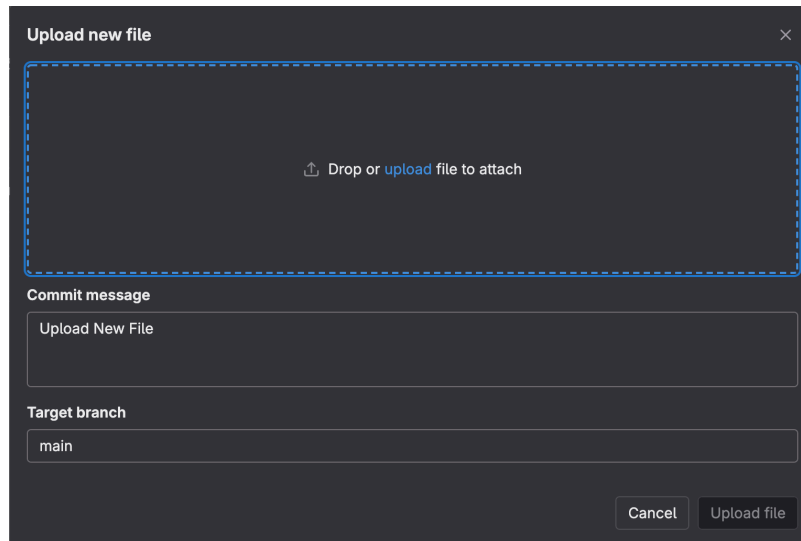 Upload new file
Drop or upload file to attach
Commit message
Upload New File
Target branch
main
Cancel
Upload file